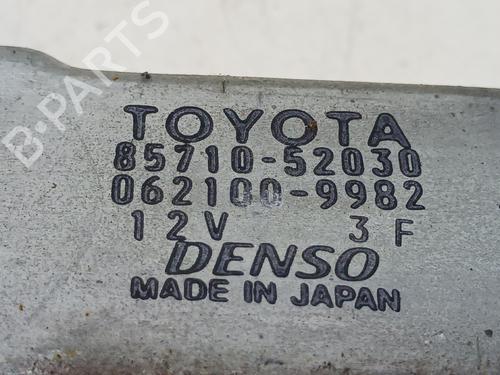 TOYOTA
85710-52030
062100-9982
12V 3F
DENSO
MADE IN JAPAN
B-PARTS